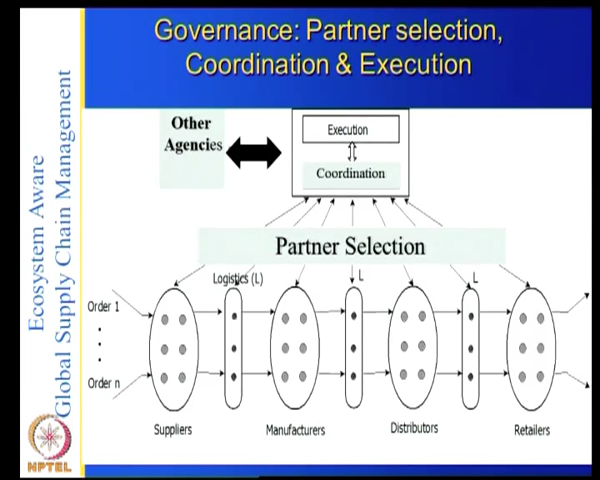 Governance: Partner selection,
Coordination & Execution
Ecosystem Aware
Global Supply Chain Management
Other
Agencies
Execution
Coordination
Partner Selection
Logistics (L)
L
L
Order 1
Order n
Suppliers
Manufacturers
Distributors
Retailers
NPTEL